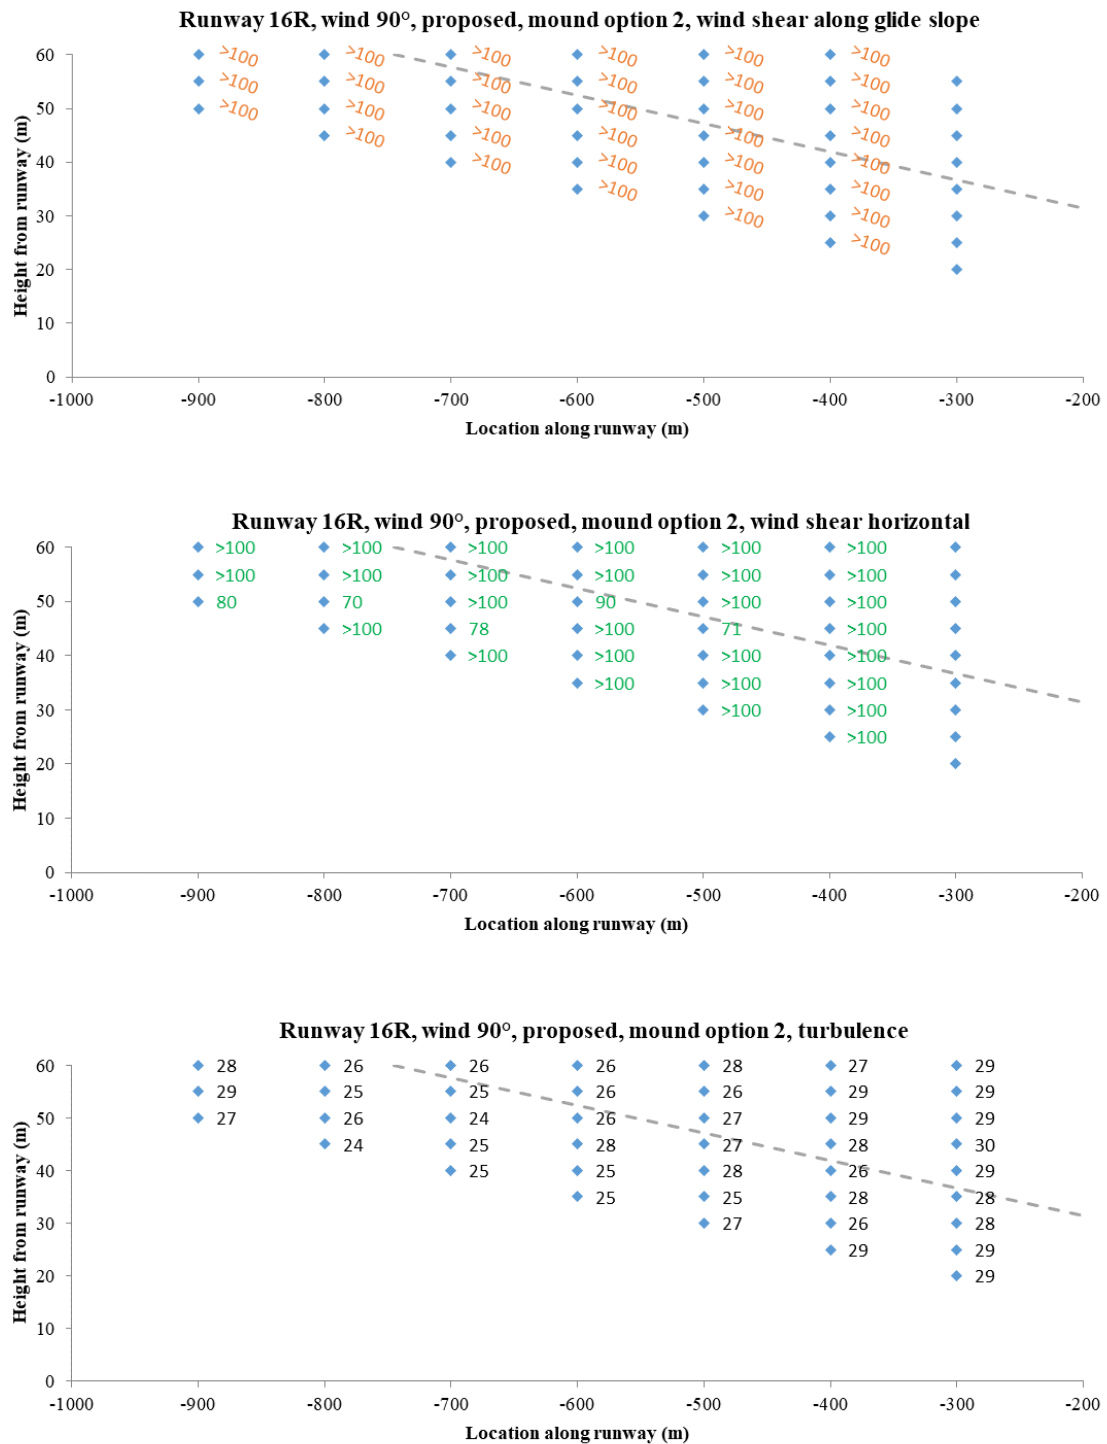 Runway 16R, wind 90°, proposed, mound option 2, wind shear along glide slope
Height from runway (m)
60 >100 >100 >100 >100 >100 >100
>100 >100 >100 >100 >100 >100
50 >100 >100 >100 >100 >100 >100
>100 >100 >100 >100 >100
40 >100 >100 >100 >100
>100 >100 >100
30 >100 >100
>100
20
10
0
-1000 -900 -800 -700 -600 -500 -400 -300 -200
Location along runway (m)
Runway 16R, wind 90°, proposed, mound option 2, wind shear horizontal
Height from runway (m)
60 >100 >100 >100 >100 >100 >100
>100 >100 >100 >100 >100 >100
50 80 70 >100 90 >100 >100
>100 78 >100 71 >100
40 >100 >100 >100 >100
>100 >100 >100
30 >100 >100
>100
20
10
0
-1000 -900 -800 -700 -600 -500 -400 -300 -200
Location along runway (m)
Runway 16R, wind 90°, proposed, mound option 2, turbulence
Height from runway (m)
60 28 26 26 26 28 27 29
29 25 25 26 26 29 29
50 27 26 24 26 27 29 29
24 25 28 27 28 30
40 25 25 28 26 29
25 25 28 28
30 27 26 28
29 29
20 29
10
0
-1000 -900 -800 -700 -600 -500 -400 -300 -200
Location along runway (m)